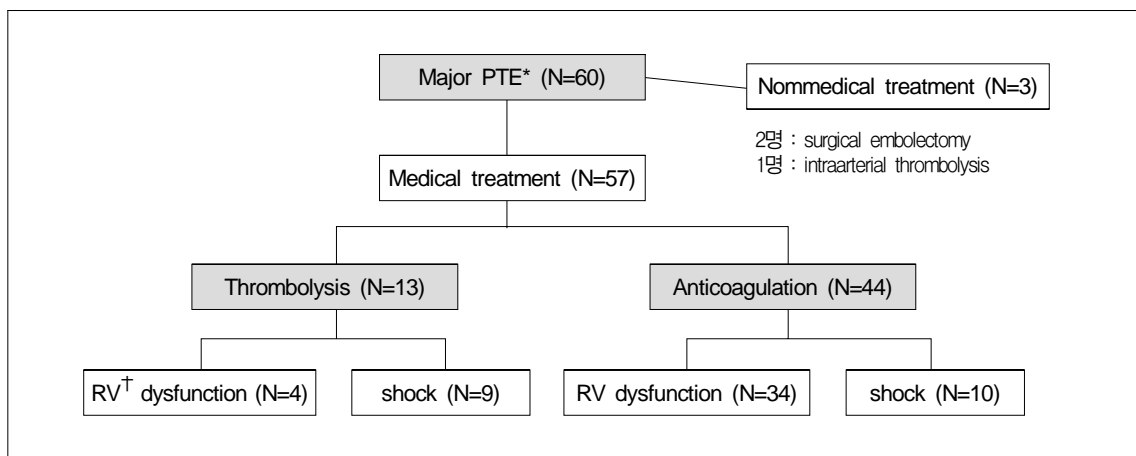 Major PTE* (N=60)
Nommedical treatment (N=3)
2명 : surgical embolectomy
1명 : intraarterial thrombolysis
Medical treatment (N=57)
Thrombolysis (N=13)
Anticoagulation (N=44)
RV† dysfunction (N=4)
shock (N=9)
RV dysfunction (N=34)
shock (N=10)